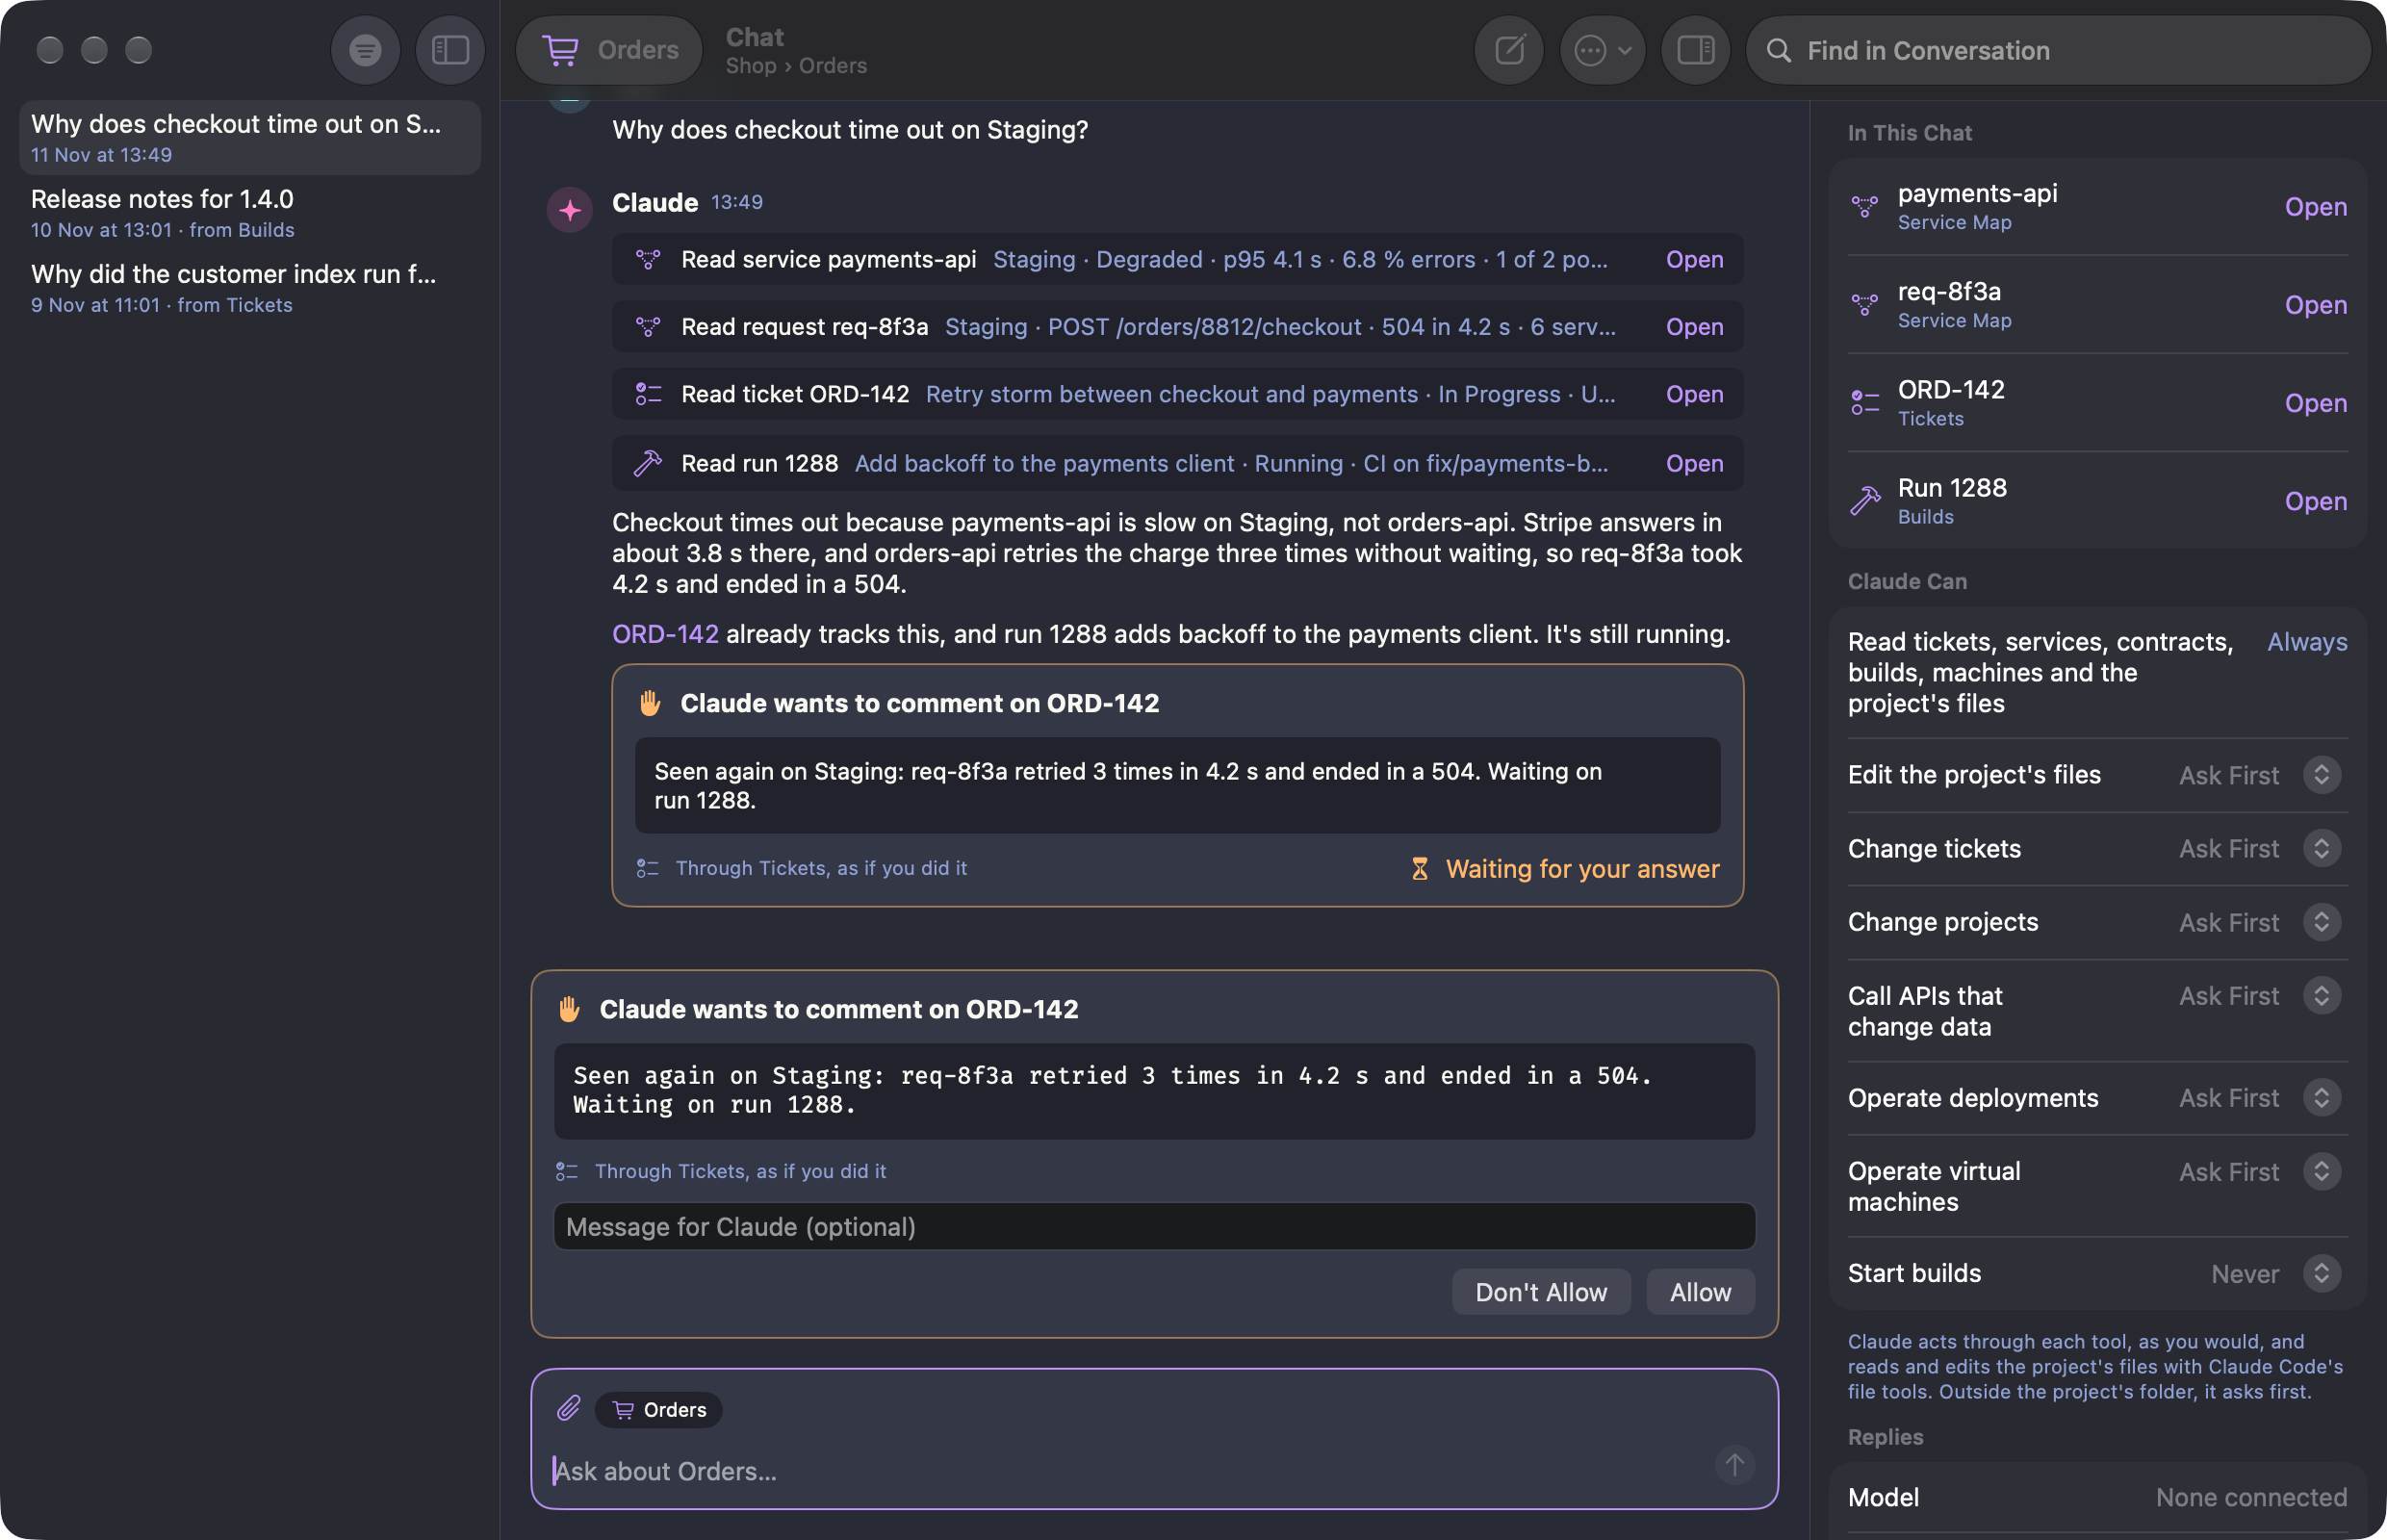 Orders
Chat
Shop › Orders
Find in Conversation
Why does checkout time out on S...
11 Nov at 13:49
Release notes for 1.4.0
10 Nov at 13:01 · from Builds
Why did the customer index run f...
9 Nov at 11:01 · from Tickets
Why does checkout time out on Staging?
Claude 13:49
Read service payments-api Staging · Degraded · p95 4.1 s · 6.8 % errors · 1 of 2 po... Open
Read request req-8f3a Staging · POST /orders/8812/checkout · 504 in 4.2 s · 6 serv... Open
Read ticket ORD-142 Retry storm between checkout and payments · In Progress · U... Open
Read run 1288 Add backoff to the payments client · Running · CI on fix/payments-b... Open
Checkout times out because payments-api is slow on Staging, not orders-api. Stripe answers in
about 3.8 s there, and orders-api retries the charge three times without waiting, so req-8f3a took
4.2 s and ended in a 504.
ORD-142 already tracks this, and run 1288 adds backoff to the payments client. It's still running.
Claude wants to comment on ORD-142
Seen again on Staging: req-8f3a retried 3 times in 4.2 s and ended in a 504. Waiting on
run 1288.
Through Tickets, as if you did it
Waiting for your answer
Claude wants to comment on ORD-142
Seen again on Staging: req-8f3a retried 3 times in 4.2 s and ended in a 504.
Waiting on run 1288.
Through Tickets, as if you did it
Message for Claude (optional)
Don't Allow
Allow
Orders
Ask about Orders...
In This Chat
payments-api
Service Map
Open
req-8f3a
Service Map
Open
ORD-142
Tickets
Open
Run 1288
Builds
Open
Claude Can
Read tickets, services, contracts,
builds, machines and the
project's files
Always
Edit the project's files Ask First
Change tickets Ask First
Change projects Ask First
Call APIs that
change data
Ask First
Operate deployments Ask First
Operate virtual
machines
Ask First
Start builds Never
Claude acts through each tool, as you would, and
reads and edits the project's files with Claude Code's
file tools. Outside the project's folder, it asks first.
Replies
Model None connected